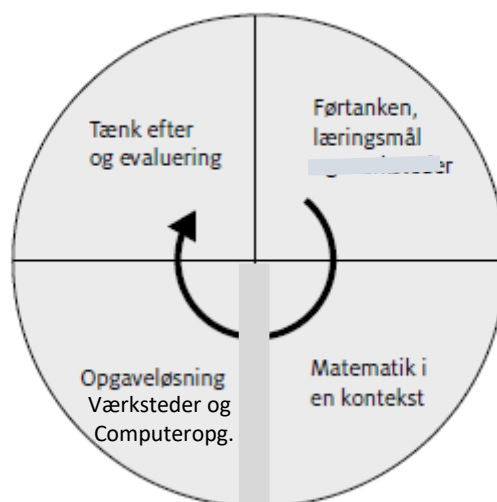 Tænk efter
og evaluering
Førtanken,
læringsmål
Opgaveløsning
Værksteder og
Computeropg.
Matematik i
en kontekst